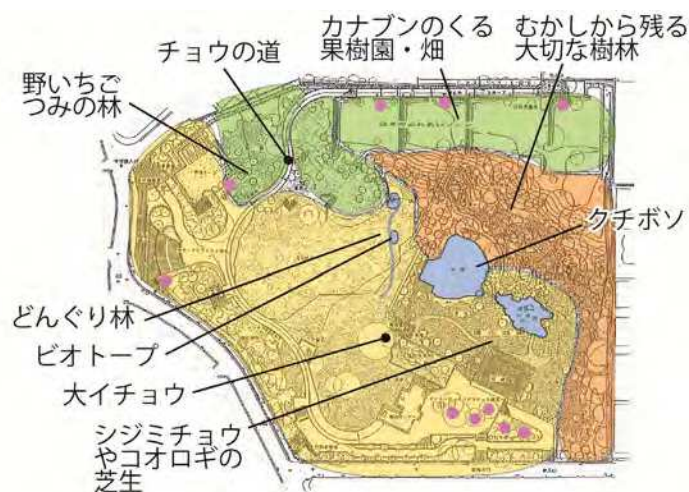 カナブンのくる
果樹園・畑
むかしから残る
大切な樹林
チョウの道
野いちご
つみの林
クチボソ
どんぐり林
ビオトープ
大イチョウ
シジミチョウ
やコオロギの
芝生